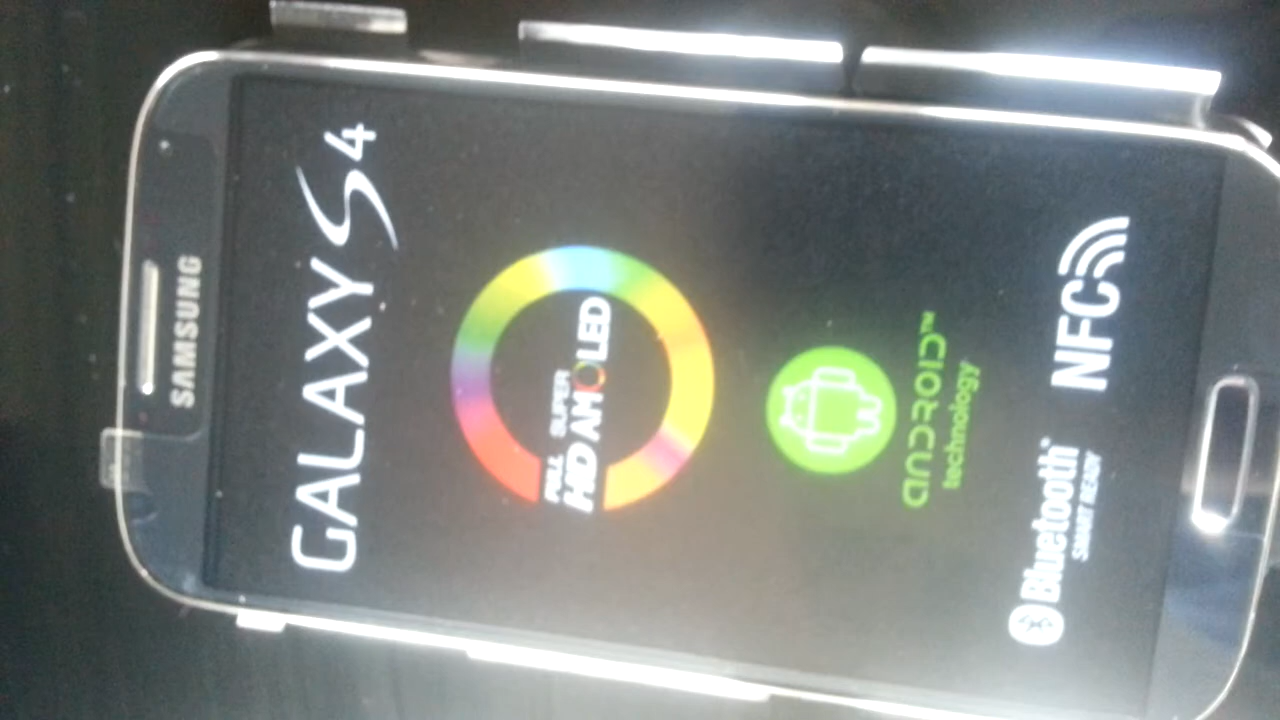 SAMSUNG
GALAXY S4
FULL SUPER
HD AMOLED
ANDROID™
technology
Bluetooth®
SMART READY
NFC